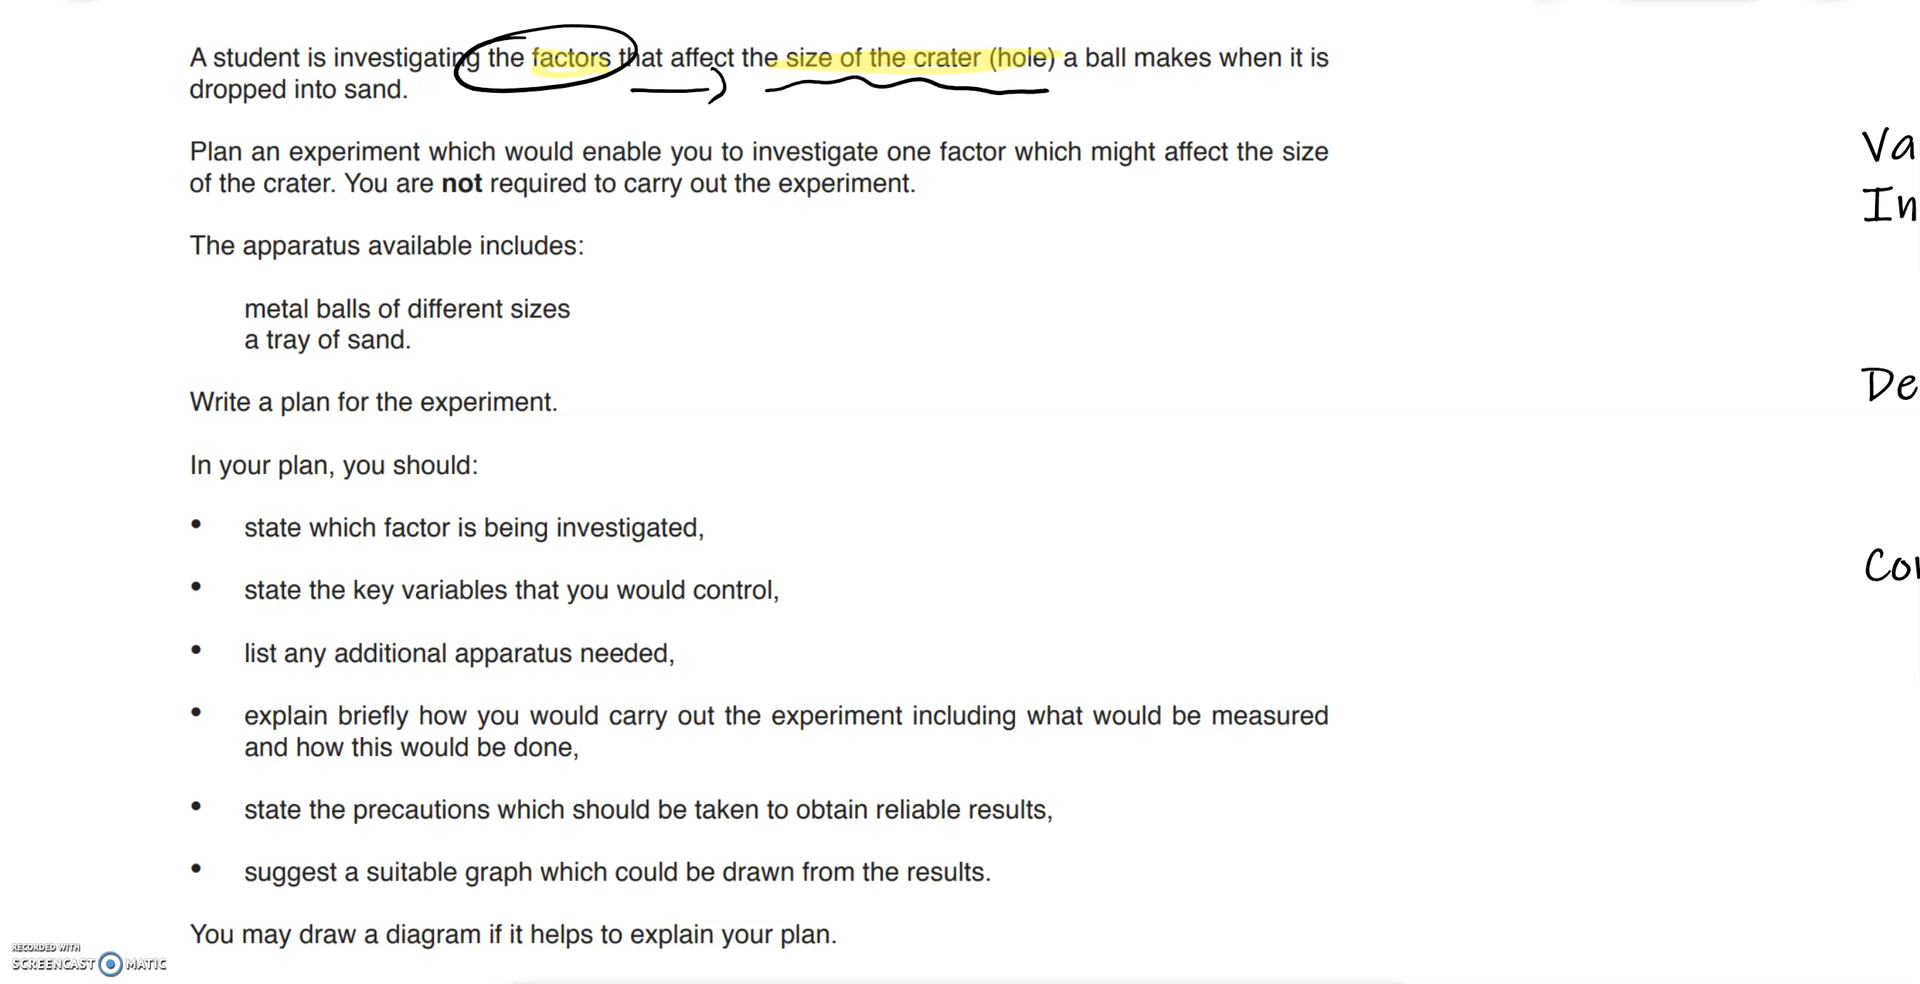 A student is investigating the factors that affect the size of the crater (hole) a ball makes when it is
dropped into sand.
Plan an experiment which would enable you to investigate one factor which might affect the size
of the crater. You are not required to carry out the experiment.
The apparatus available includes:
metal balls of different sizes
a tray of sand.
Write a plan for the experiment.
In your plan, you should:
• state which factor is being investigated,
• state the key variables that you would control,
• list any additional apparatus needed,
• explain briefly how you would carry out the experiment including what would be measured
and how this would be done,
• state the precautions which should be taken to obtain reliable results,
• suggest a suitable graph which could be drawn from the results.
You may draw a diagram if it helps to explain your plan.
Va
In
De
Con
RECORDED WITH
SCREENCAST MATIC